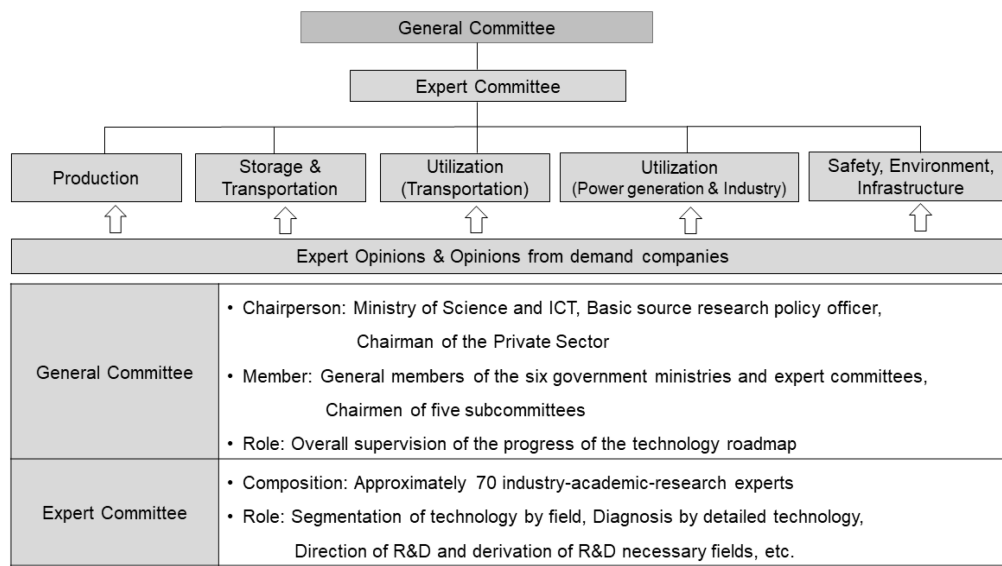 General Committee
Expert Committee
Production
Storage &
Transportation
Utilization
(Transportation)
Utilization
(Power generation & Industry)
Safety, Environment,
Infrastructure
Expert Opinions & Opinions from demand companies
General Committee
• Chairperson: Ministry of Science and ICT, Basic source research policy officer,
Chairman of the Private Sector
• Member: General members of the six government ministries and expert committees,
Chairmen of five subcommittees
• Role: Overall supervision of the progress of the technology roadmap
Expert Committee
• Composition: Approximately 70 industry-academic-research experts
• Role: Segmentation of technology by field, Diagnosis by detailed technology,
Direction of R&D and derivation of R&D necessary fields, etc.